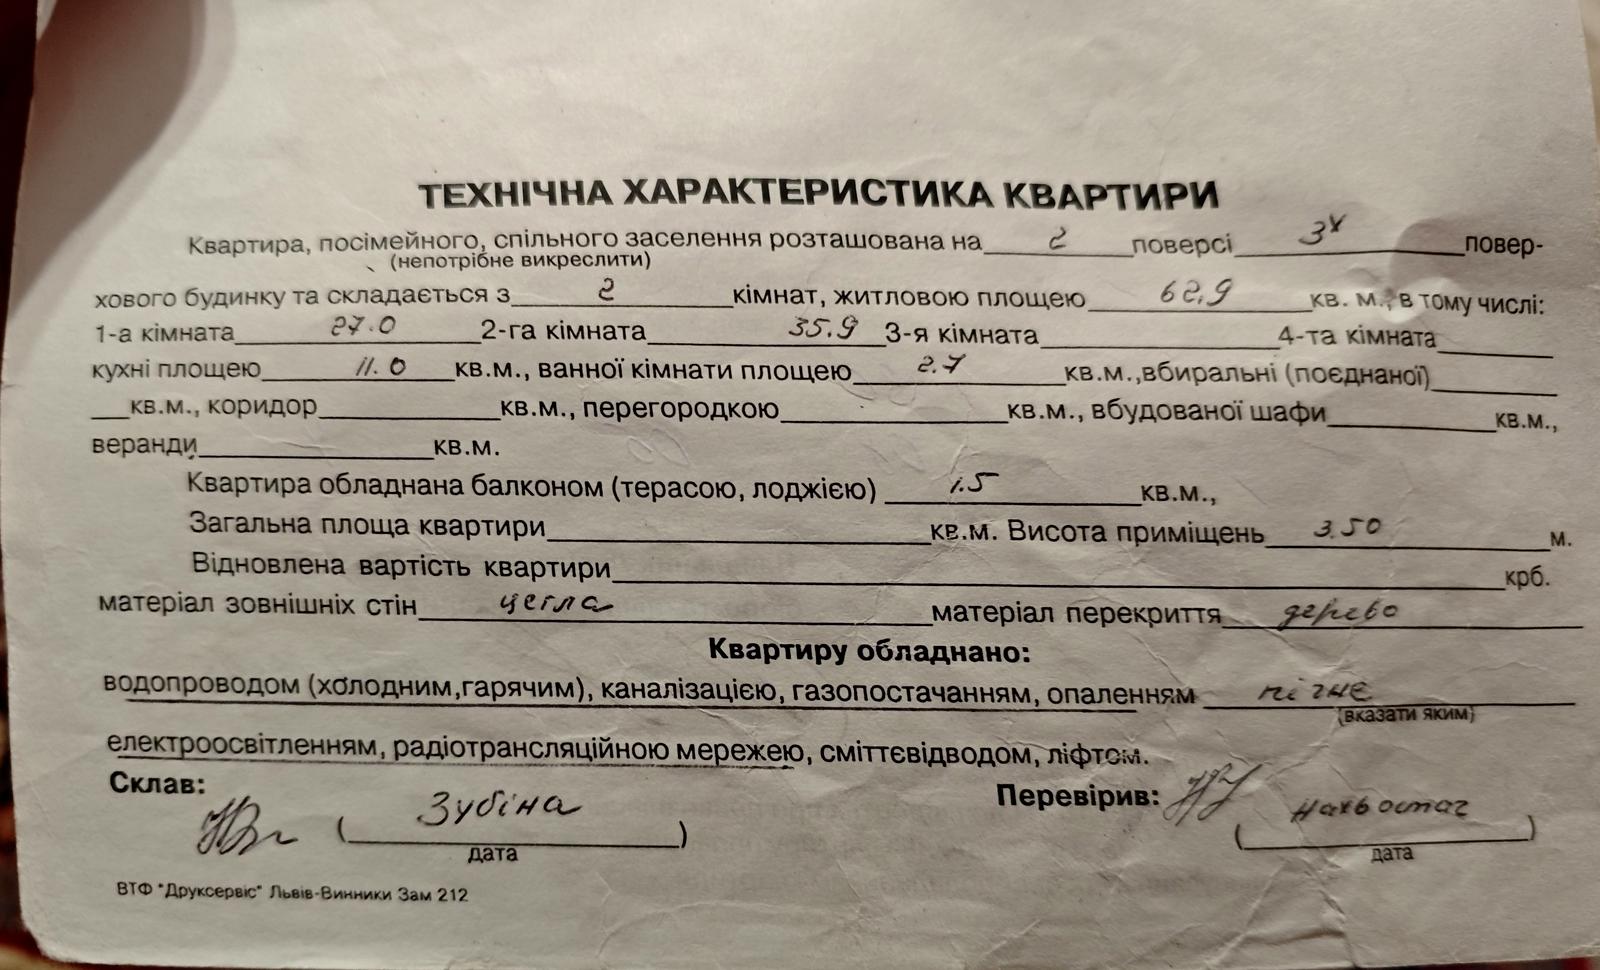 ТЕХНІЧНА ХАРАКТЕРИСТИКА КВАРТИРИ
Квартира, посімейного, спільного заселення розташована на 2 поверсі 3х повер-
(непотрібне викреслити)
хового будинку та складається з 2 кімнат, житловою площею 62,9 кв. м., в тому числі:
1-а кімната 27.0 2-га кімната 35.9 3-я кімната 4-та кімната
кухні площею 11.0 кв.м., ванної кімнати площею 2.7 кв.м.,вбиральні (поєднаної)
кв.м., коридор кв.м., перегородкою кв.м., вбудованої шафи кв.м.,
веранди кв.м.
Квартира обладнана балконом (терасою, лоджією) 1.5 кв.м.,
Загальна площа квартири кв.м. Висота приміщень 3.50 м.
Відновлена вартість квартири крб.
матеріал зовнішніх стін цегла матеріал перекриття дерево
Квартиру обладнано:
водопроводом (холодним,гарячим), каналізацією, газопостачанням, опаленням пічне
(вказати яким)
електроосвітленням, радіотрансляційною мережею, сміттєвідводом, ліфтом.
Склав: Зубіна Перевірив:
дата дата
ВТФ "Друксервіс" Львів-Винники Зам 212